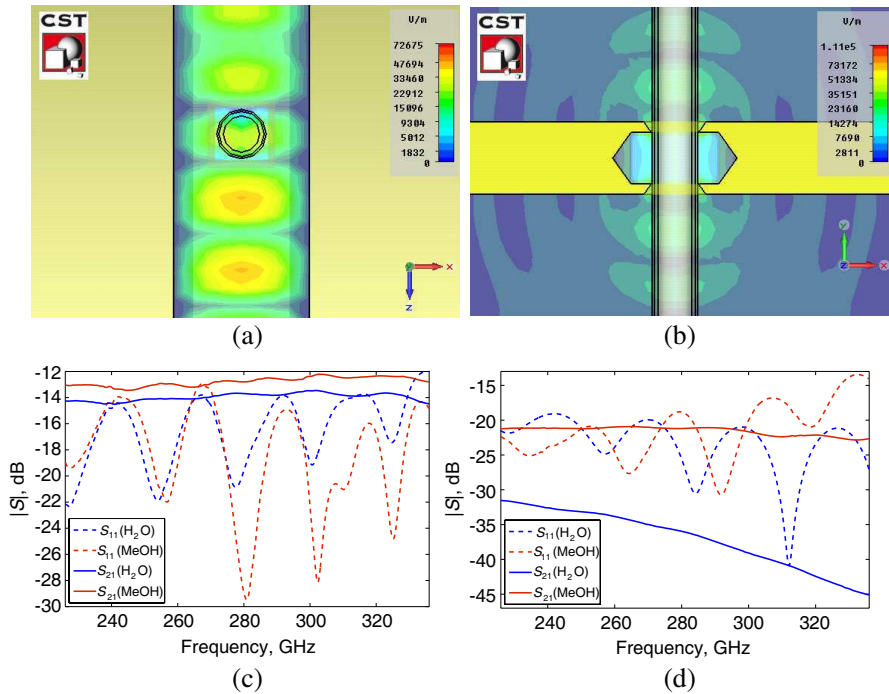 CST
V/m
72675
47694
33460
22912
15096
9304
5012
1832
0
x
y
z
(a)
CST
V/m
1.11e5
73172
51334
35151
23160
14274
7690
2811
0
y
z
x
(b)
-12
-14
-16
-18
-20
-22
-24
-26
-28
-30
|S|, dB
S₁₁(H₂O)
S₁₁(MeOH)
S₂₁(H₂O)
S₂₁(MeOH)
240 260 280 300 320
Frequency, GHz
(c)
-15
-20
-25
-30
-35
-40
-45
|S|, dB
S₁₁(H₂O)
S₁₁(MeOH)
S₂₁(H₂O)
S₂₁(MeOH)
240 260 280 300 320
Frequency, GHz
(d)